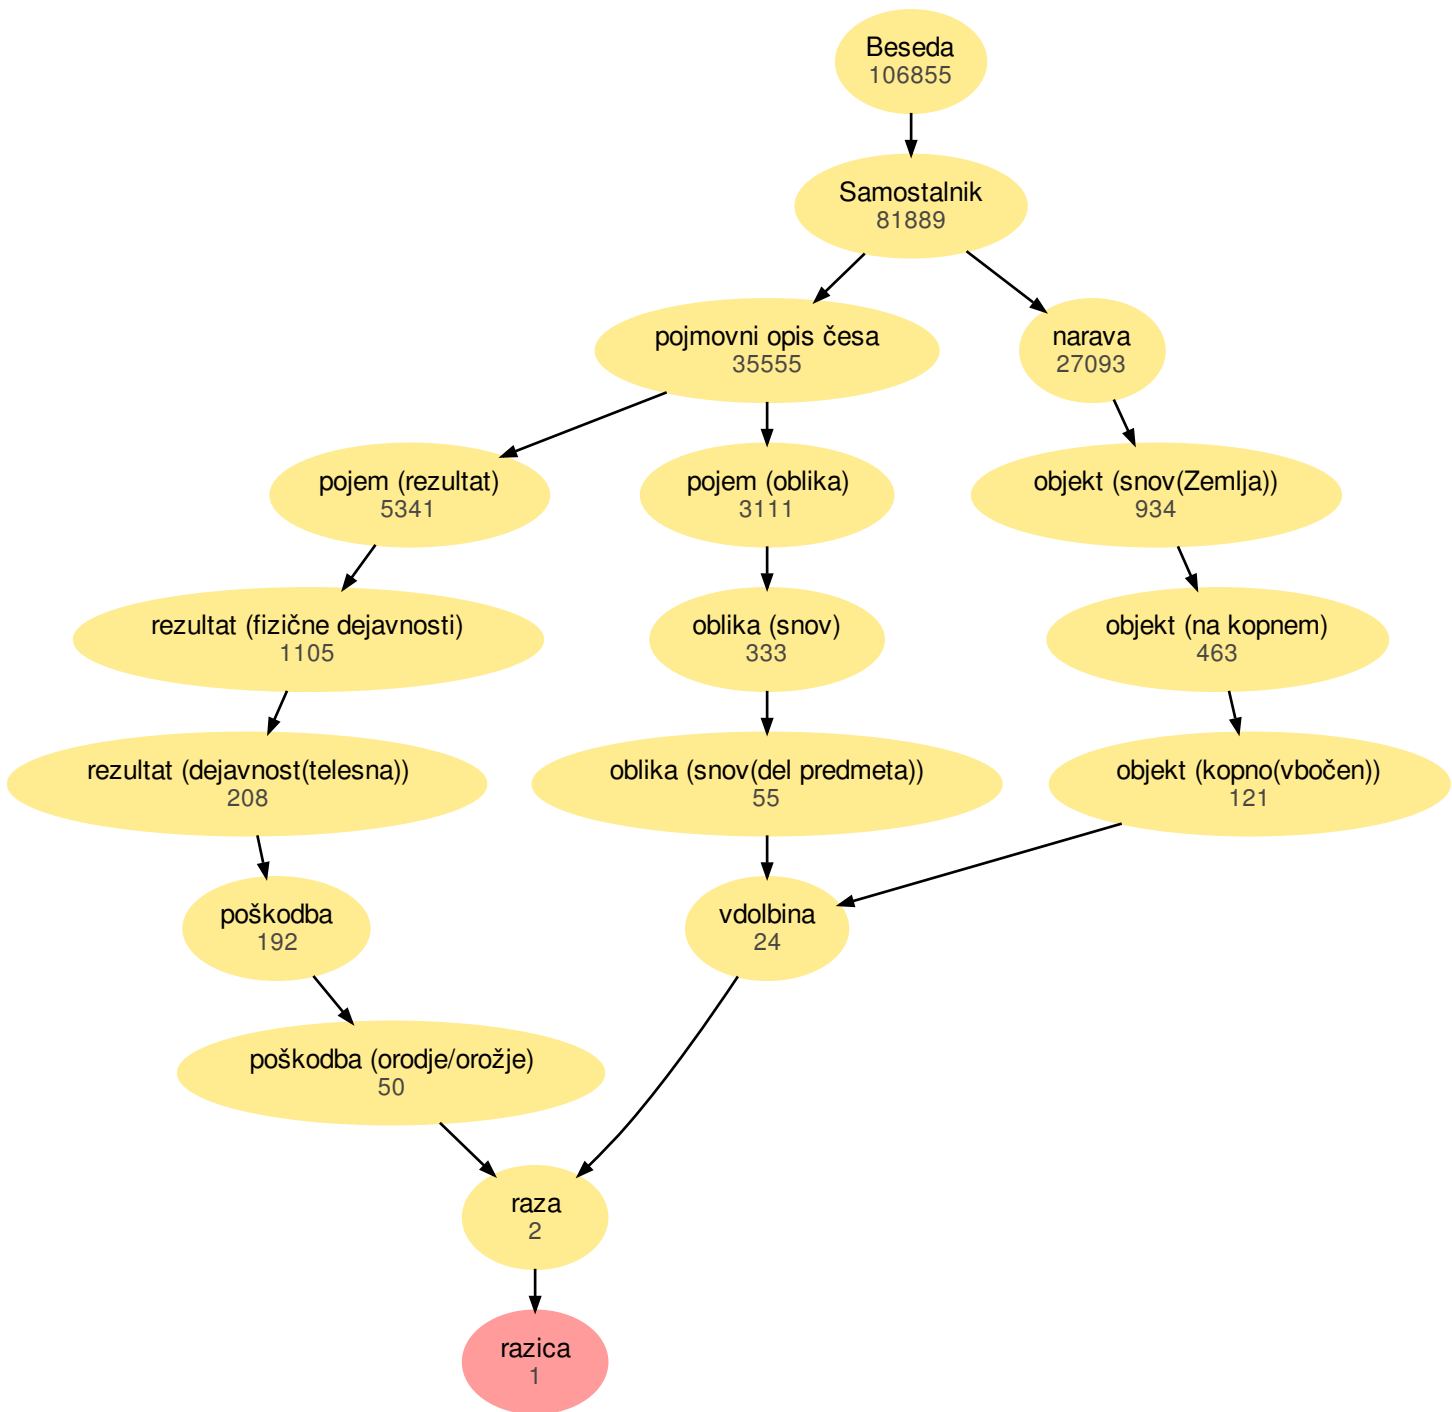 Beseda
106855
Samostalnik
81889
pojmovni opis česa
35555
narava
27093
pojem (rezultat)
5341
pojem (oblika)
3111
objekt (snov(Zemlja))
934
rezultat (fizične dejavnosti)
1105
oblika (snov)
333
objekt (na kopnem)
463
rezultat (dejavnost(telesna))
208
oblika (snov(del predmeta))
55
objekt (kopno(vbočen))
121
poškodba
192
vdolbina
24
poškodba (orodje/orožje)
50
raza
2
razica
1